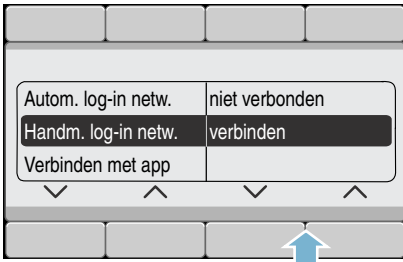 Autom. log-in netw. niet verbonden
Handm. log-in netw. verbinden
Verbinden met app